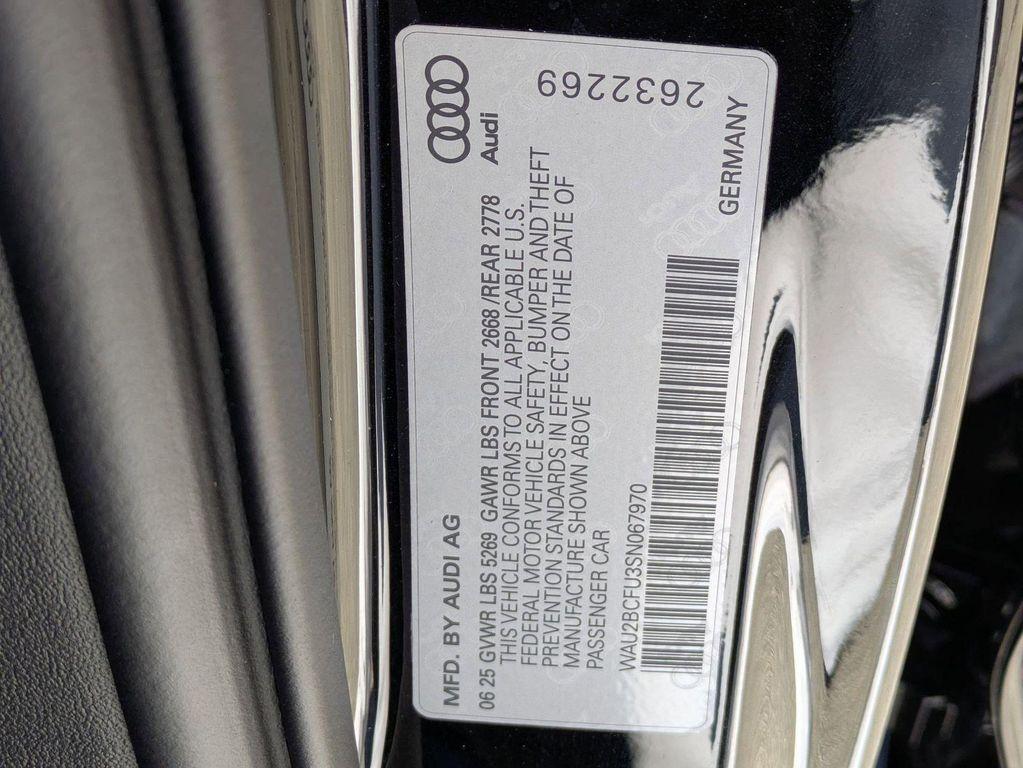 MFD. BY AUDI AG
Audi
06 25 GVWR LBS 5269 GAWR LBS FRONT 2668 /REAR 2778
THIS VEHICLE CONFORMS TO ALL APPLICABLE U.S.
FEDERAL MOTOR VEHICLE SAFETY, BUMPER AND THEFT
PREVENTION STANDARDS IN EFFECT ON THE DATE OF
MANUFACTURE SHOWN ABOVE
PASSENGER CAR
WAU2BCFU3SN067970
GERMANY
2632269